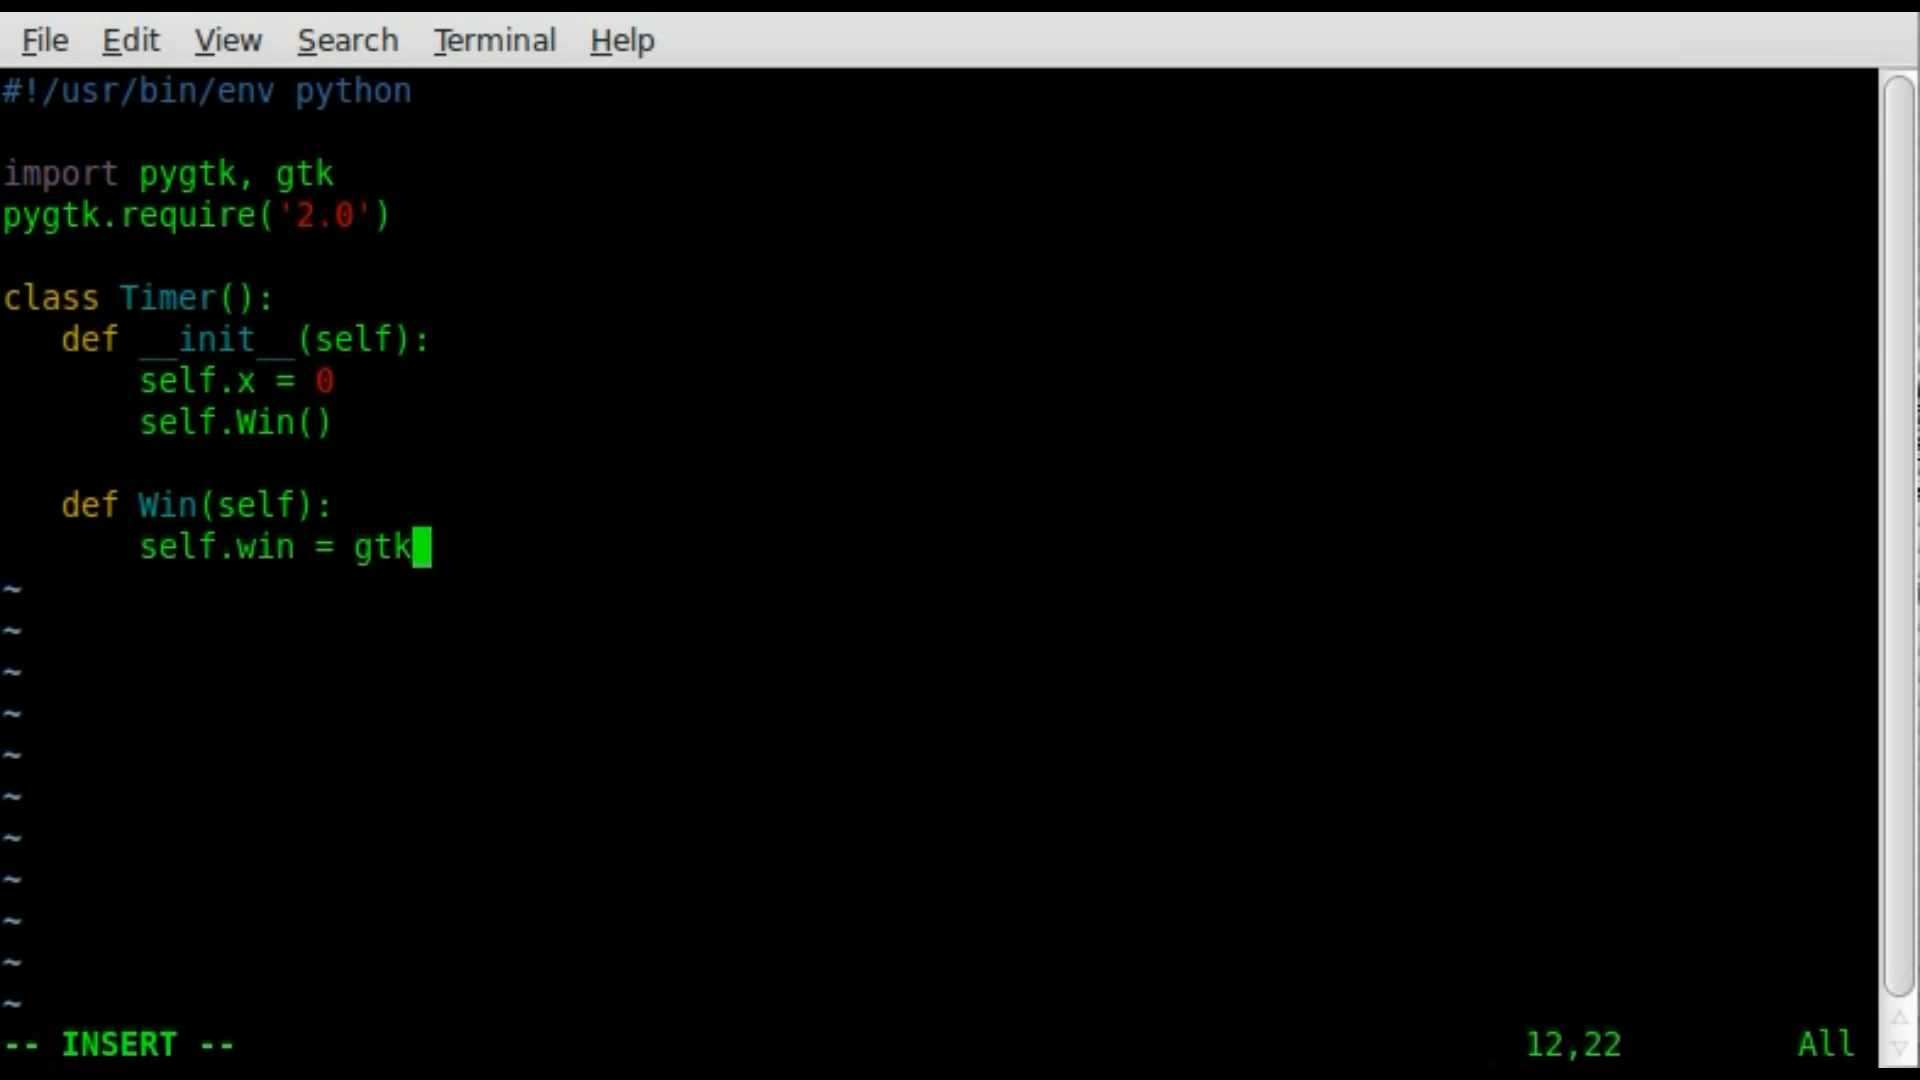 File Edit View Search Terminal Help
#!/usr/bin/env python
import pygtk, gtk
pygtk.require('2.0')
class Timer():
   def __init__(self):
       self.x = 0
       self.Win()
   def Win(self):
       self.win = gtk
~
~
~
~
~
~
~
~
~
~
~
-- INSERT -- 12,22 All